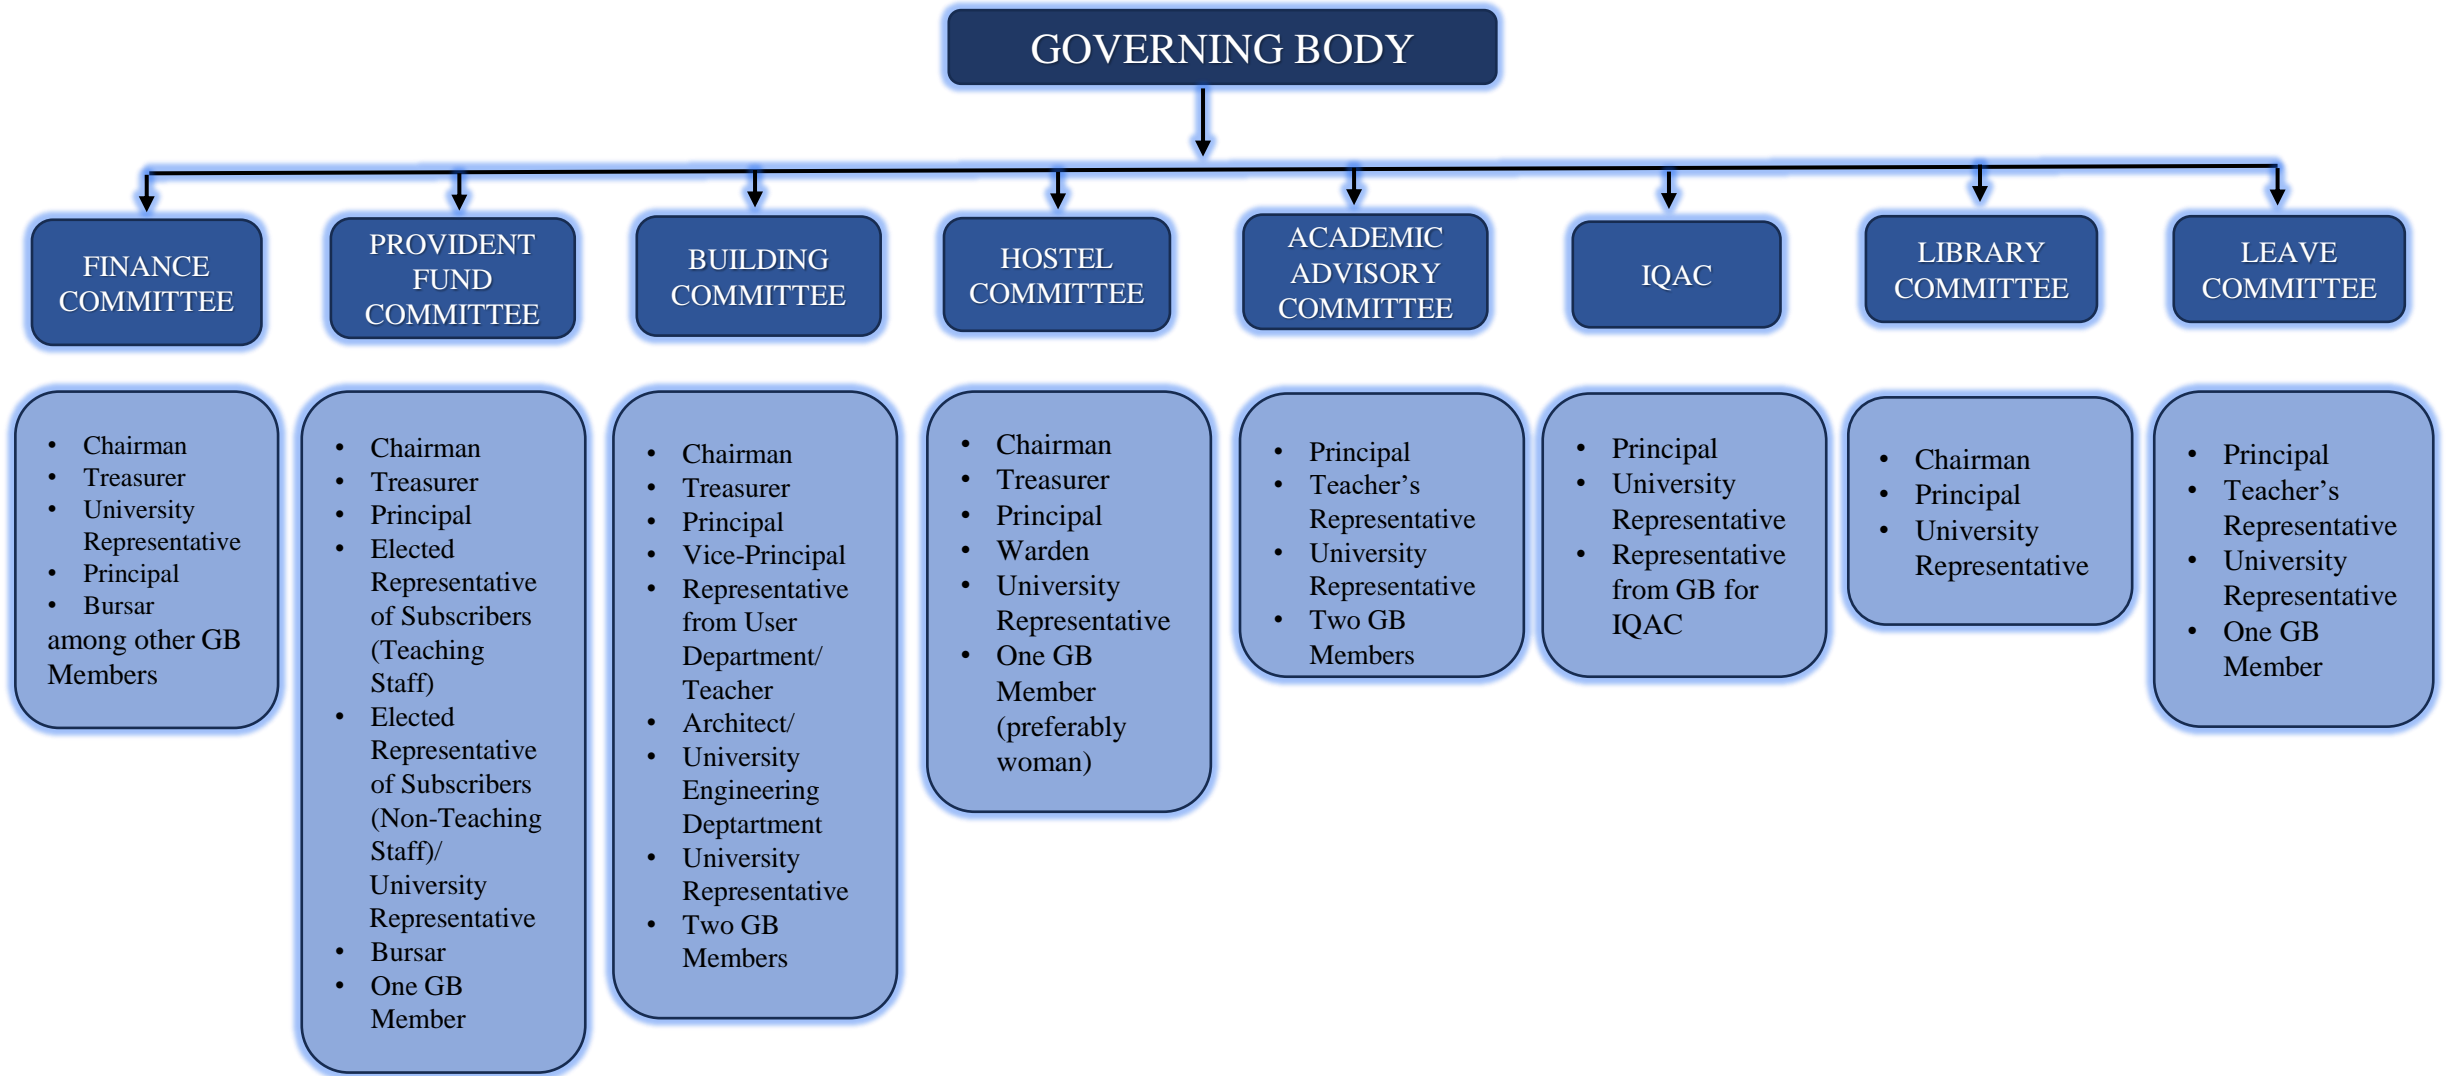 GOVERNING BODY
FINANCE
COMMITTEE
PROVIDENT
FUND
COMMITTEE
BUILDING
COMMITTEE
HOSTEL
COMMITTEE
ACADEMIC
ADVISORY
COMMITTEE
IQAC
LIBRARY
COMMITTEE
LEAVE
COMMITTEE
• Chairman
• Treasurer
• University
Representative
• Principal
• Bursar
among other GB
Members
• Chairman
• Treasurer
• Principal
• Elected
Representative
of Subscribers
(Teaching
Staff)
• Elected
Representative
of Subscribers
(Non-Teaching
Staff)/
University
Representative
• Bursar
• One GB
Member
• Chairman
• Treasurer
• Principal
• Vice-Principal
• Representative
from User
Department/
Teacher
• Architect/
• University
Engineering
Deptartment
• University
Representative
• Two GB
Members
• Chairman
• Treasurer
• Principal
• Warden
• University
Representative
• One GB
Member
(preferably
woman)
• Principal
• Teacher’s
Representative
• University
Representative
• Two GB
Members
• Principal
• University
Representative
• Representative
from GB for
IQAC
• Chairman
• Principal
• University
Representative
• Principal
• Teacher’s
Representative
• University
Representative
• One GB
Member